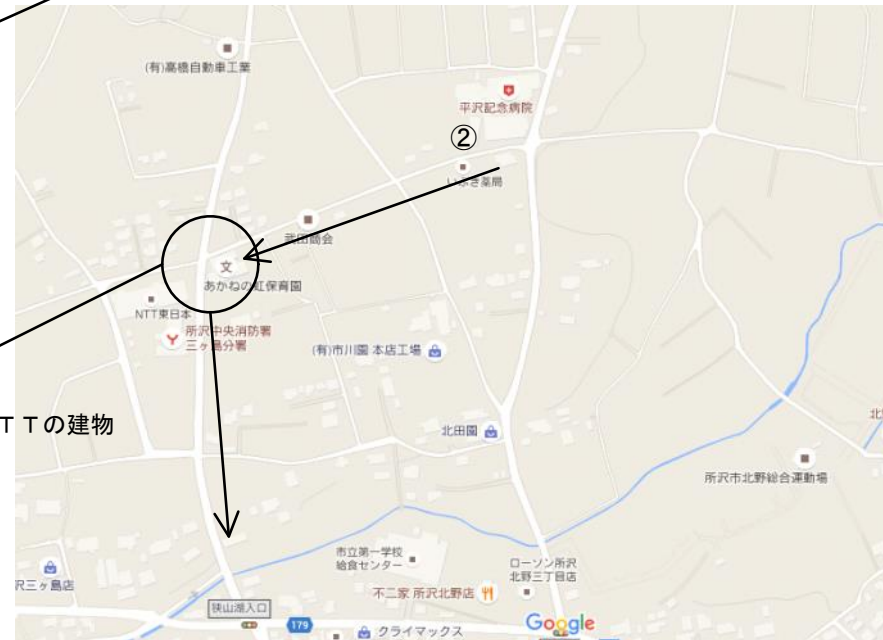 (有)高橋自動車工業
平沢記念病院
②
いぶき薬局
武田商会
文
あかねの虹保育園
NTT東日本
所沢中央消防署
三ヶ島分署
(有)市川園 本店工場
ＴＴの建物
北田園
北
所沢市北野総合運動場
市立第一学校
給食センター
ローソン所沢
北野三丁目店
沢三ヶ島店
不二家 所沢北野店
狭山湖入口
179
クライマックス
Google